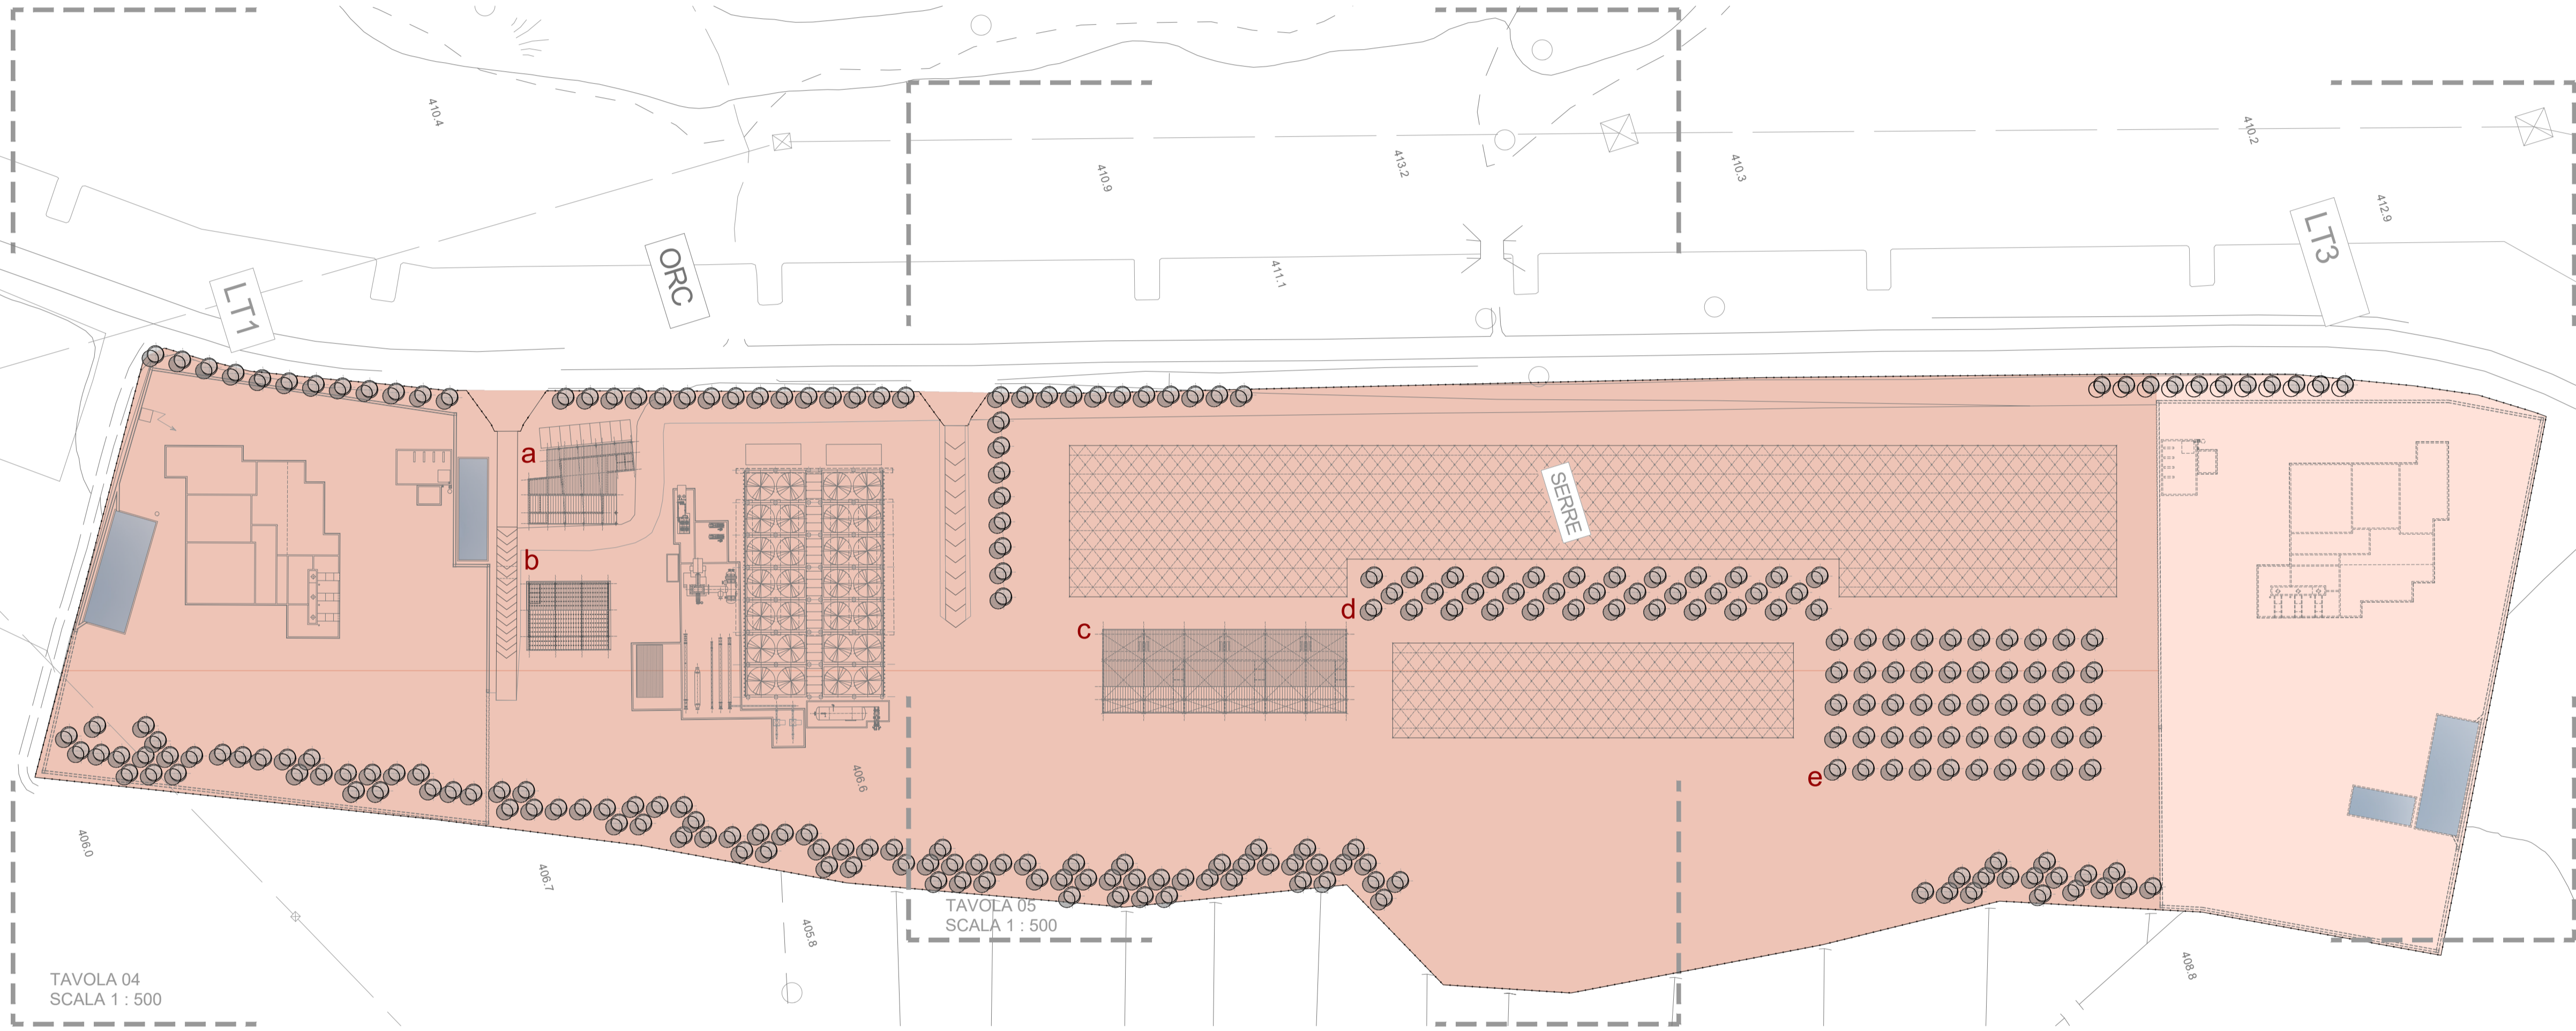 410.4
410.9
413.2
410.3
410.2
412.9
LT1
ORC
411.1
LT3
a
SERRE
b
d
c
e
406.6
406.0
406.7
TAVOLA 05
SCALA 1 : 500
405.8
408.8
TAVOLA 04
SCALA 1 : 500